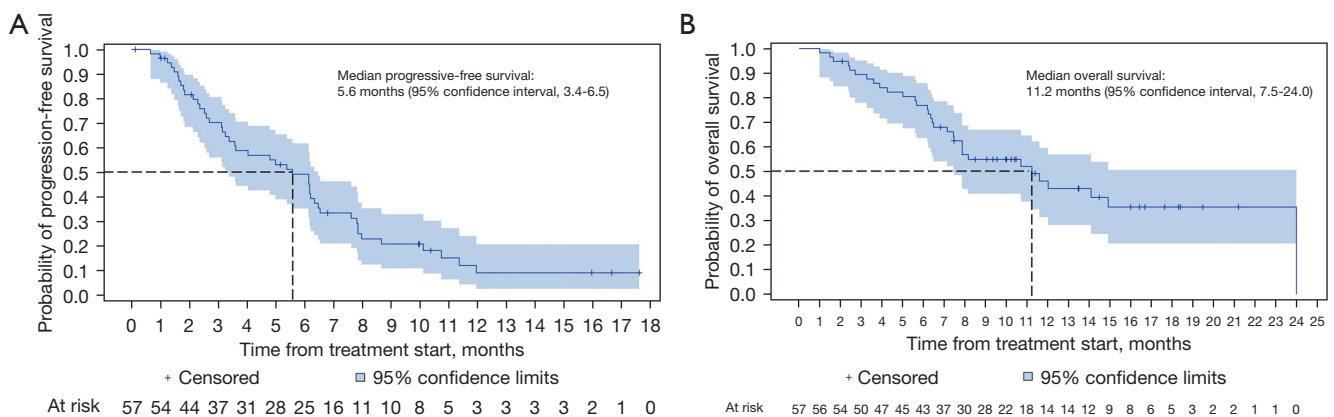 A
Probability of progression-free survival
1.0
0.9
0.8
0.7
0.6
0.5
0.4
0.3
0.2
0.1
0.0
Median progressive-free survival:
5.6 months (95% confidence interval, 3.4-6.5)
0 1 2 3 4 5 6 7 8 9 10 11 12 13 14 15 16 17 18
Time from treatment start, months
+ Censored 95% confidence limits
At risk 57 54 44 37 31 28 25 16 11 10 8 5 3 3 3 3 2 1 0
B
Probability of overall survival
1.0
0.9
0.8
0.7
0.6
0.5
0.4
0.3
0.2
0.1
0.0
Median overall survival:
11.2 months (95% confidence interval, 7.5-24.0)
0 1 2 3 4 5 6 7 8 9 10 11 12 13 14 15 16 17 18 19 20 21 22 23 24 25
Time from treatment start, months
+ Censored 95% confidence limits
At risk 57 56 54 50 47 45 43 37 30 28 22 18 14 14 12 9 8 6 5 3 2 2 1 1 0